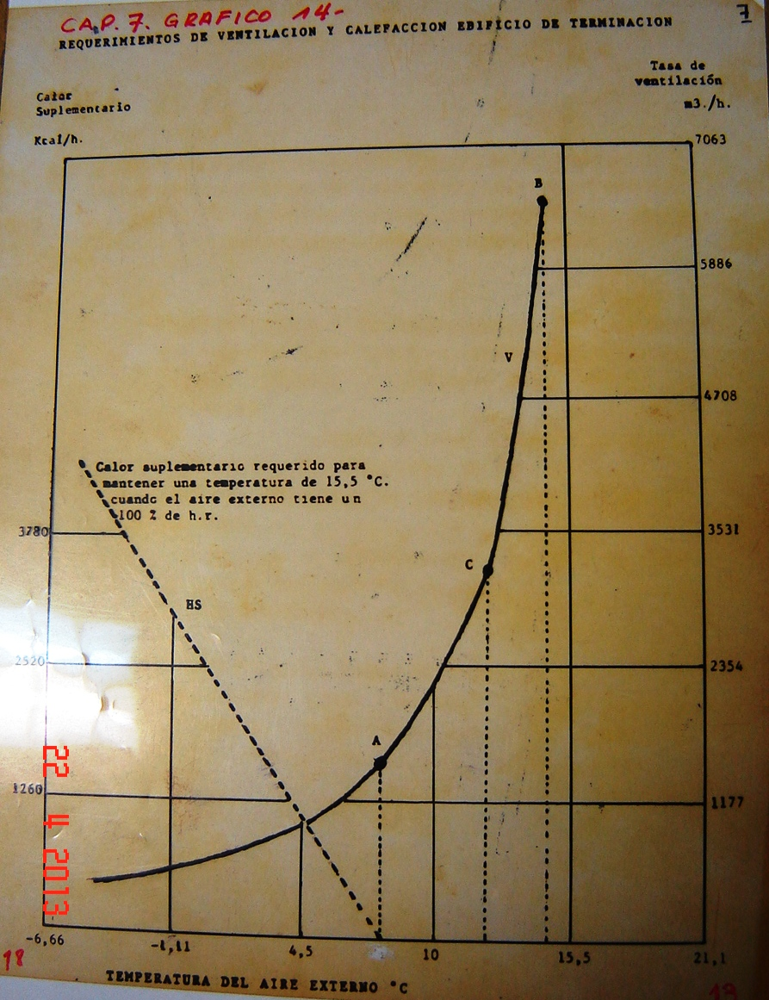 CAP. 7. GRAFICO 14-
7
REQUERIMIENTOS DE VENTILACION Y CALEFACCION EDIFICIO DE TERMINACION
Calor
Suplementario
Kcal/h.
Tasa de
ventilación
m3./h.
7063
B
5886
V
4708
Calor suplementario requerido para
mantener una temperatura de 15,5 °C.
cuando el aire externo tiene un
100 % de h.r.
3780
3531
C
HS
2520
2354
A
1260
1177
22 4 2013
-6,66
-1,11
4,5
10
15,5
21,1
18
TEMPERATURA DEL AIRE EXTERNO °C